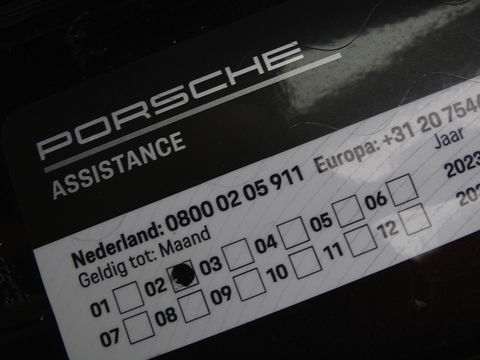 PORSCHE
ASSISTANCE
Nederland: 0800 02 05 911 Europa: +31 20 754
Geldig tot: Maand Jaar
01 02 03 04 05 06 2023
07 08 09 10 11 12 20